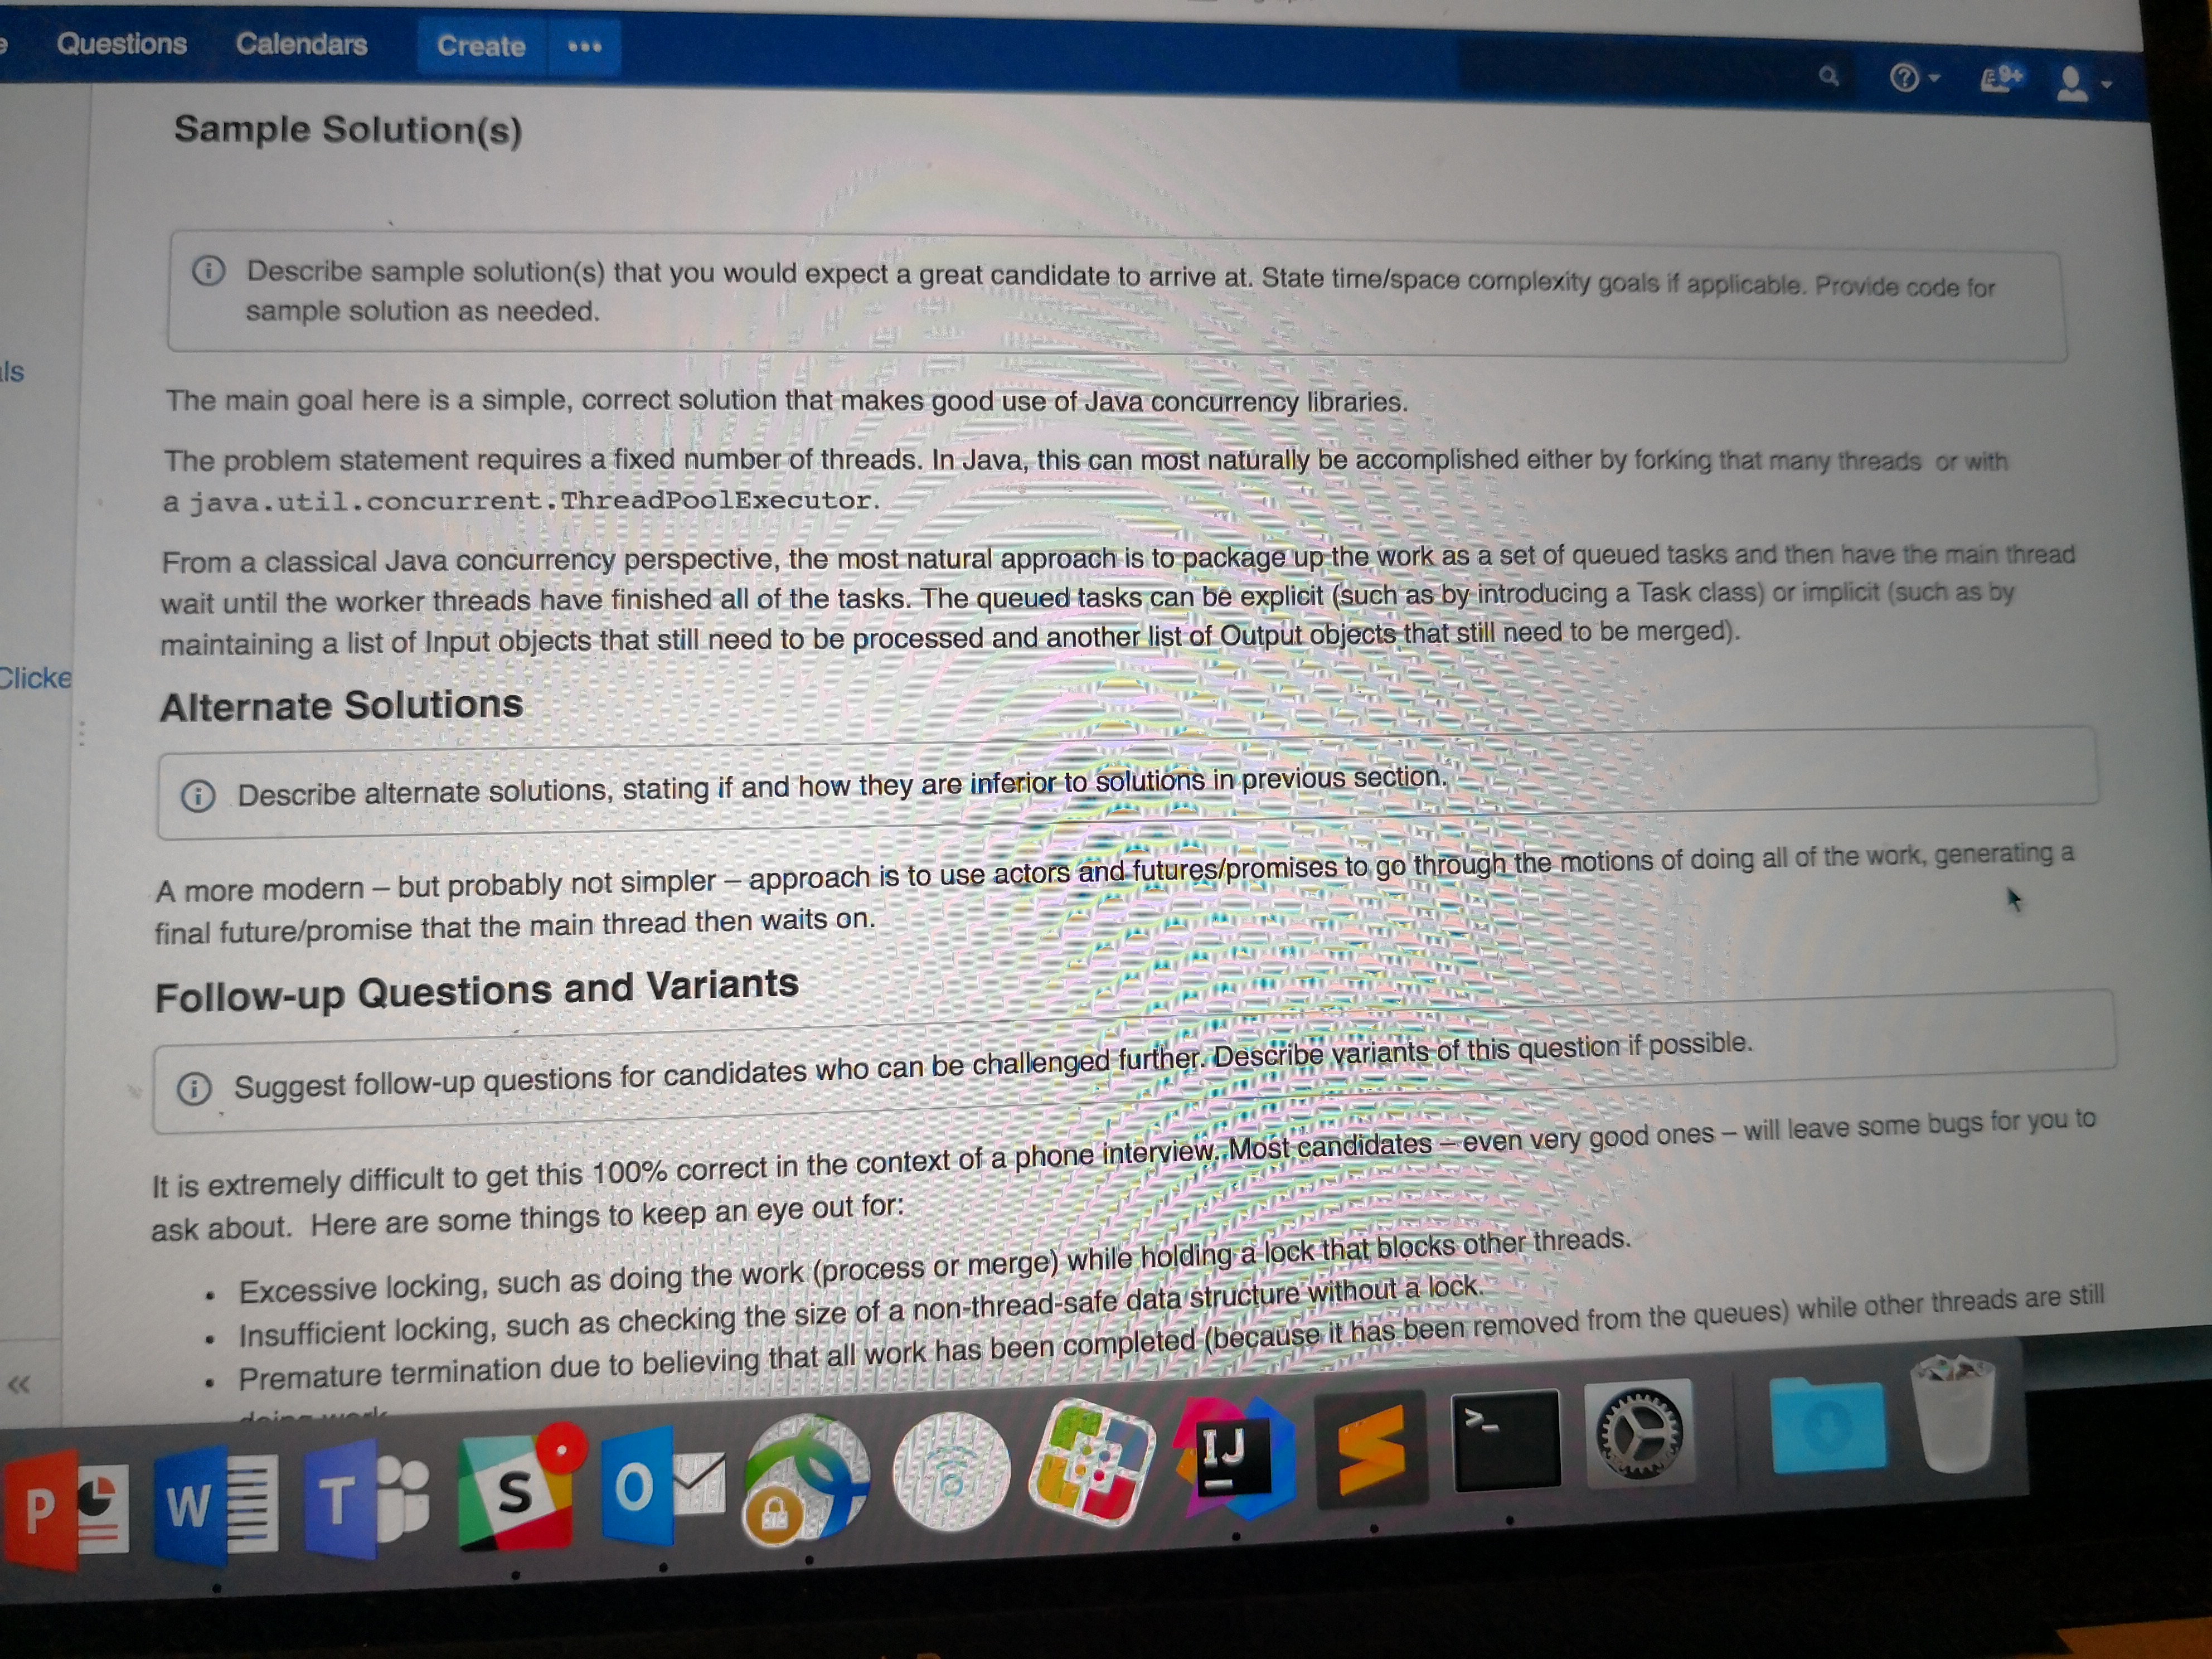 Questions Calendars Create •••
9+
Sample Solution(s)
Describe sample solution(s) that you would expect a great candidate to arrive at. State time/space complexity goals if applicable. Provide code for
sample solution as needed.
ls
The main goal here is a simple, correct solution that makes good use of Java concurrency libraries.
The problem statement requires a fixed number of threads. In Java, this can most naturally be accomplished either by forking that many threads or with
a java.util.concurrent.ThreadPoolExecutor.
From a classical Java concurrency perspective, the most natural approach is to package up the work as a set of queued tasks and then have the main thread
wait until the worker threads have finished all of the tasks. The queued tasks can be explicit (such as by introducing a Task class) or implicit (such as by
maintaining a list of Input objects that still need to be processed and another list of Output objects that still need to be merged).
Clicke
Alternate Solutions
Describe alternate solutions, stating if and how they are inferior to solutions in previous section.
A more modern – but probably not simpler – approach is to use actors and futures/promises to go through the motions of doing all of the work, generating a
final future/promise that the main thread then waits on.
Follow-up Questions and Variants
Suggest follow-up questions for candidates who can be challenged further. Describe variants of this question if possible.
It is extremely difficult to get this 100% correct in the context of a phone interview. Most candidates – even very good ones – will leave some bugs for you to
ask about. Here are some things to keep an eye out for:
• Excessive locking, such as doing the work (process or merge) while holding a lock that blocks other threads.
• Insufficient locking, such as checking the size of a non-thread-safe data structure without a lock.
• Premature termination due to believing that all work has been completed (because it has been removed from the queues) while other threads are still
doing work
P W T S O IJ >_